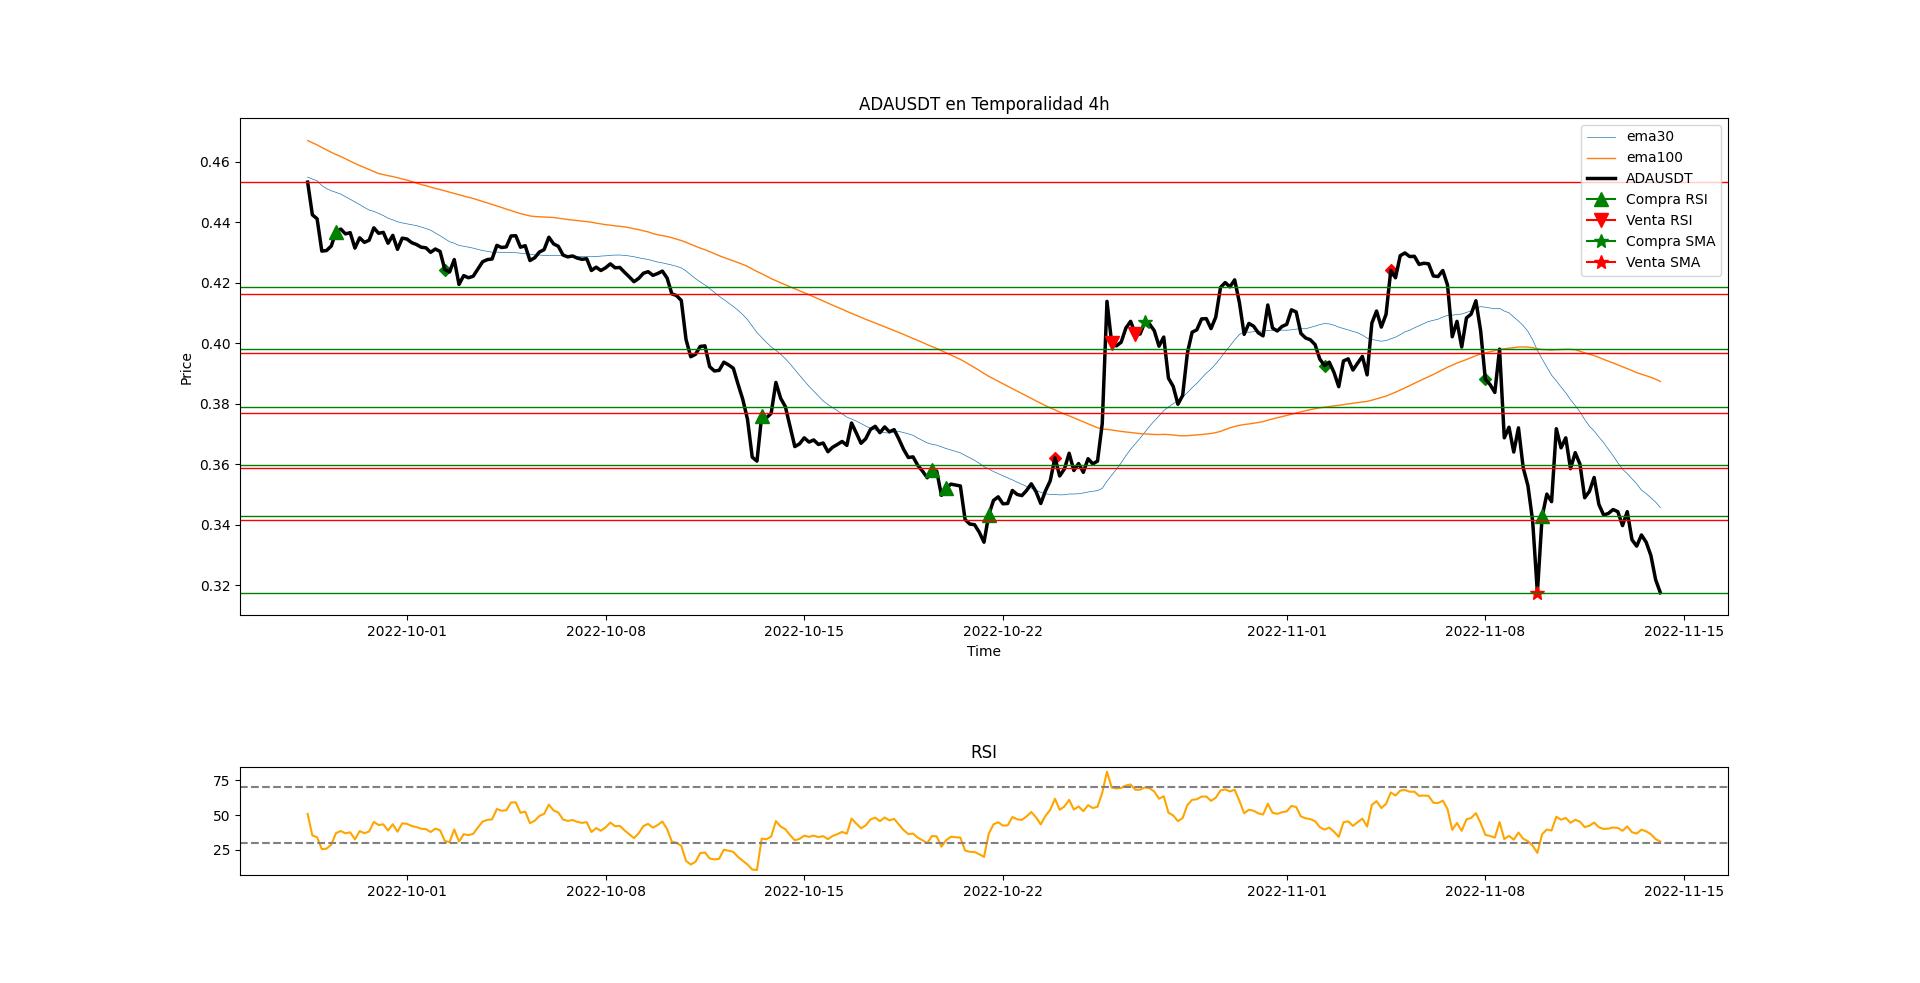 ADAUSDT en Temporalidad 4h
ema30
ema100
ADAUSDT
Compra RSI
Venta RSI
Compra SMA
Venta SMA
Price
0.46
0.44
0.42
0.40
0.38
0.36
0.34
0.32
2022-10-01 2022-10-08 2022-10-15 2022-10-22 2022-11-01 2022-11-08 2022-11-15
Time
RSI
75
50
25
2022-10-01 2022-10-08 2022-10-15 2022-10-22 2022-11-01 2022-11-08 2022-11-15